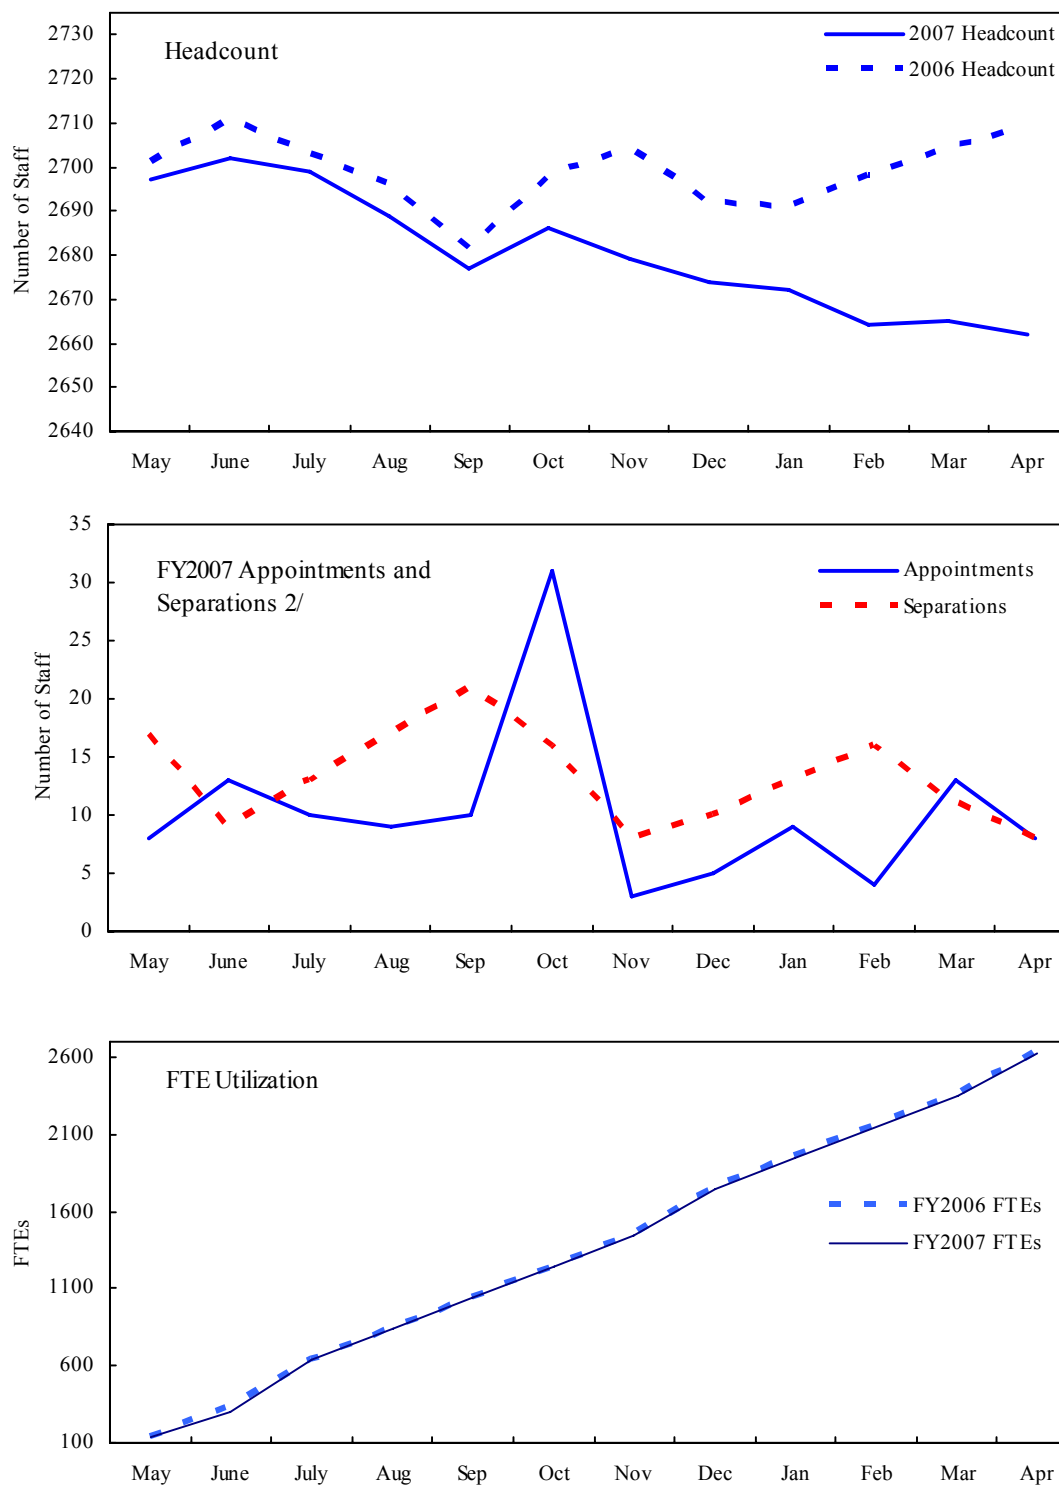 Headcount
2007 Headcount
2006 Headcount
Number of Staff
2730
2720
2710
2700
2690
2680
2670
2660
2650
2640
May June July Aug Sep Oct Nov Dec Jan Feb Mar Apr
FY2007 Appointments and
Separations 2/
Appointments
Separations
Number of Staff
35
30
25
20
15
10
5
0
May June July Aug Sep Oct Nov Dec Jan Feb Mar Apr
FTE Utilization
FY2006 FTEs
FY2007 FTEs
FTEs
2600
2100
1600
1100
600
100
May June July Aug Sep Oct Nov Dec Jan Feb Mar Apr